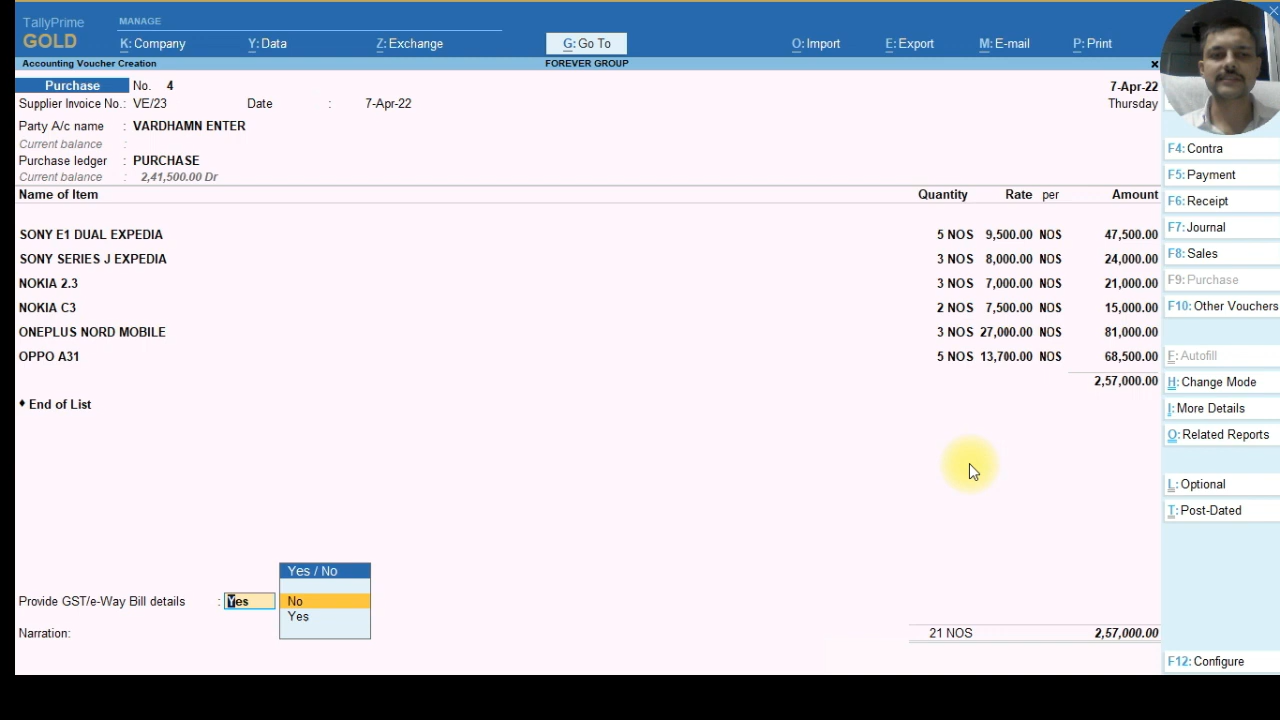 TallyPrime
GOLD
MANAGE
K: Company
Y: Data
Z: Exchange
G: Go To
O: Import
E: Export
M: E-mail
P: Print
Accounting Voucher Creation
FOREVER GROUP
Purchase No. 4
7-Apr-22
Supplier Invoice No.: VE/23 Date : 7-Apr-22
Thursday
Party A/c name : VARDHAMN ENTER
Current balance :
Purchase ledger : PURCHASE
Current balance : 2,41,500.00 Dr
Name of Item Quantity Rate per Amount
SONY E1 DUAL EXPEDIA 5 NOS 9,500.00 NOS 47,500.00
SONY SERIES J EXPEDIA 3 NOS 8,000.00 NOS 24,000.00
NOKIA 2.3 3 NOS 7,000.00 NOS 21,000.00
NOKIA C3 2 NOS 7,500.00 NOS 15,000.00
ONEPLUS NORD MOBILE 3 NOS 27,000.00 NOS 81,000.00
OPPO A31 5 NOS 13,700.00 NOS 68,500.00
2,57,000.00
♦ End of List
Yes / No
No
Yes
Provide GST/e-Way Bill details : Yes
Narration:
21 NOS 2,57,000.00
F4: Contra
F5: Payment
F6: Receipt
F7: Journal
F8: Sales
F9: Purchase
F10: Other Vouchers
E: Autofill
H: Change Mode
I: More Details
O: Related Reports
L: Optional
T: Post-Dated
F12: Configure